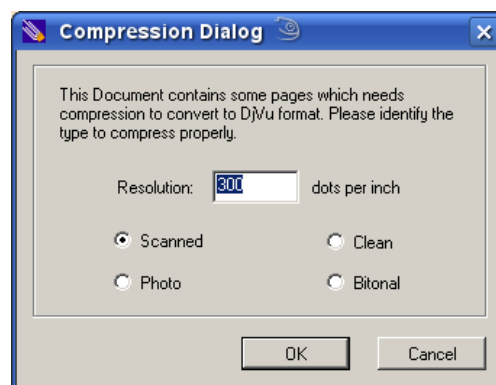 Compression Dialog
This Document contains some pages which needs
compression to convert to DjVu format. Please identify the
type to compress properly.
Resolution: 300 dots per inch
Scanned Clean
Photo Bitonal
OK Cancel